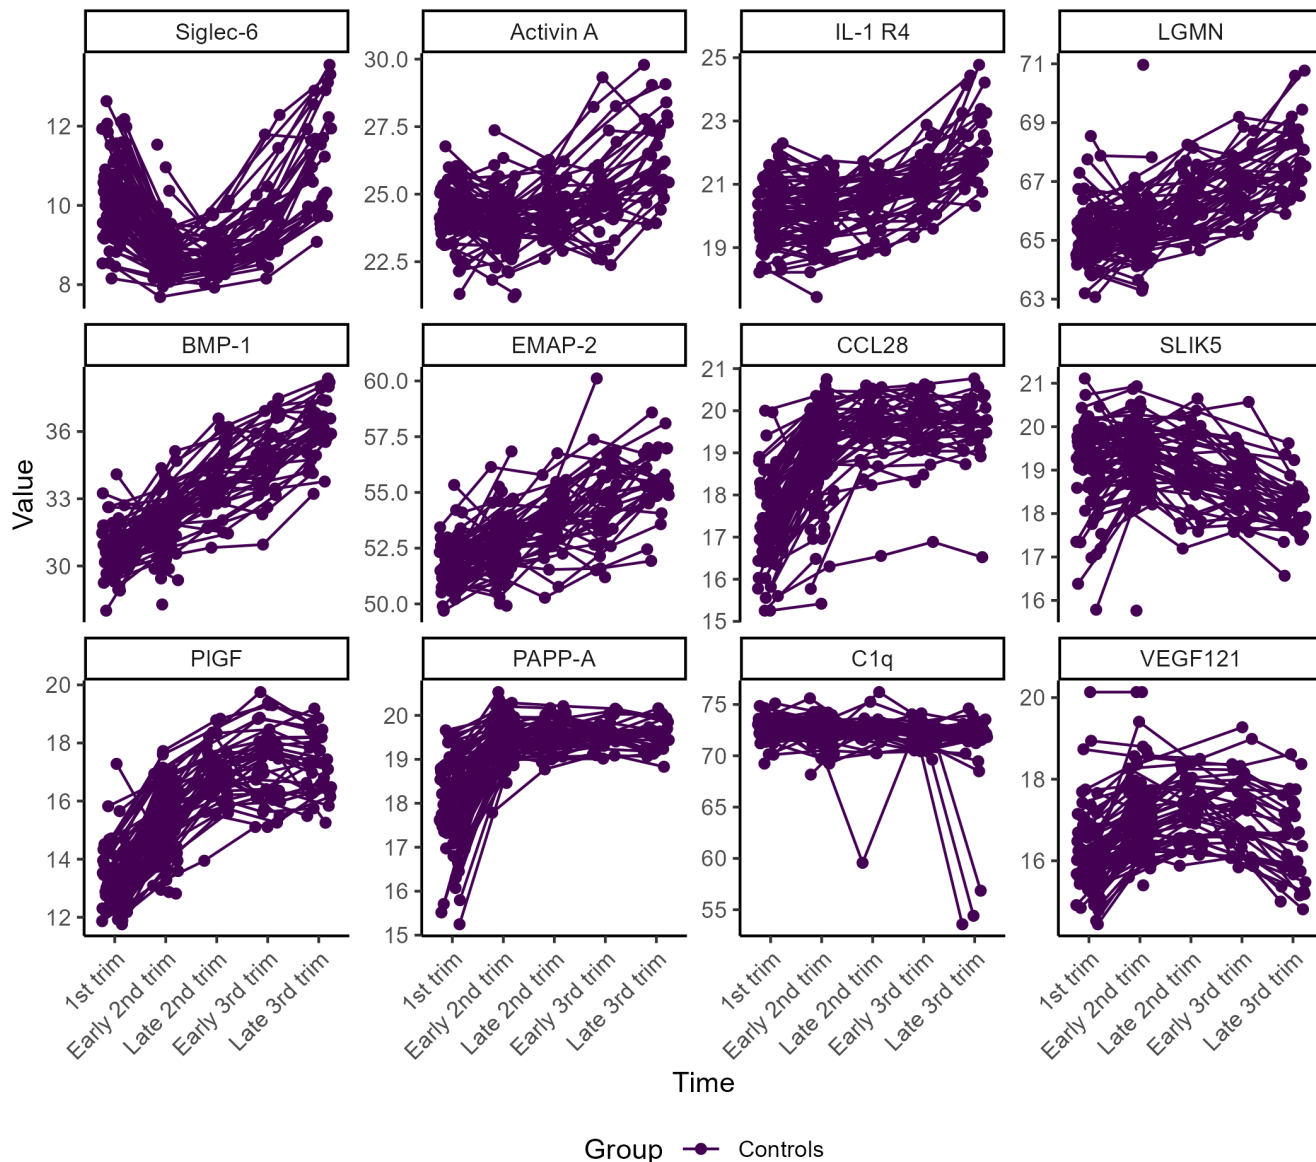 Siglec-6
Activin A
IL-1 R4
LGMN
12
10
8
30.0
27.5
25.0
22.5
25
23
21
19
71
69
67
65
63
BMP-1
EMAP-2
CCL28
SLIK5
36
33
30
60.0
57.5
55.0
52.5
50.0
21
20
19
18
17
16
15
21
20
19
18
17
16
Value
PIGF
PAPP-A
C1q
VEGF121
20
18
16
14
12
20
19
18
17
16
15
75
70
65
60
55
20
18
16
1st trim
Early 2nd trim
Late 2nd trim
Early 3rd trim
Late 3rd trim
1st trim
Early 2nd trim
Late 2nd trim
Early 3rd trim
Late 3rd trim
1st trim
Early 2nd trim
Late 2nd trim
Early 3rd trim
Late 3rd trim
1st trim
Early 2nd trim
Late 2nd trim
Early 3rd trim
Late 3rd trim
Time
Group Controls